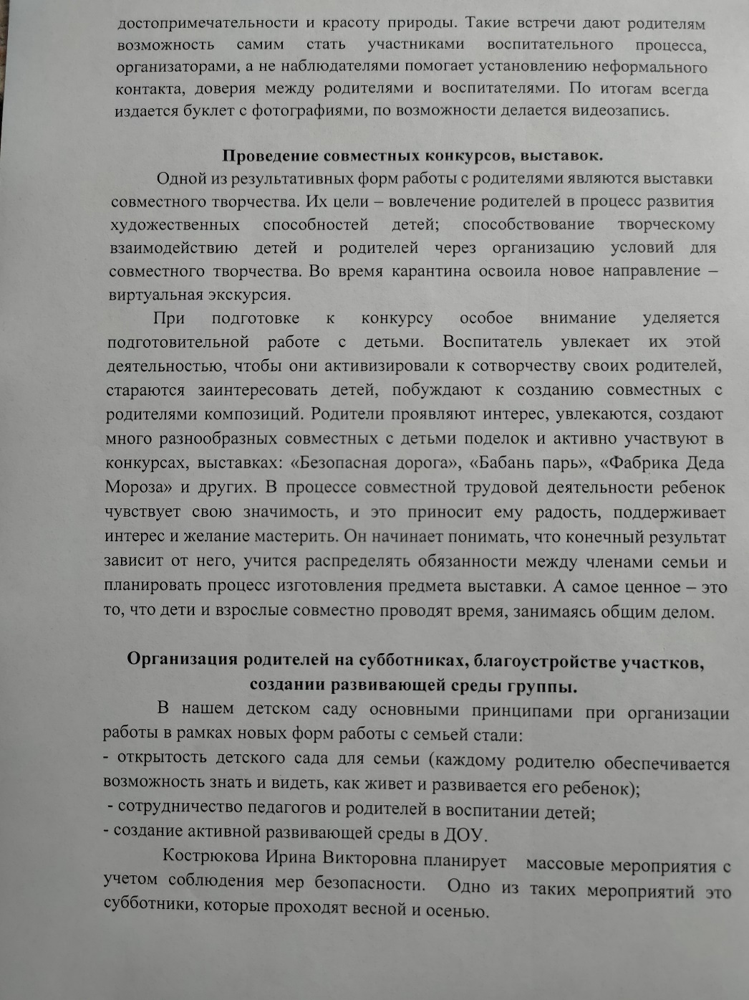 достопримечательности и красоту природы. Такие встречи дают родителям
возможность самим стать участниками воспитательного процесса,
организаторами, а не наблюдателями помогает установлению неформального
контакта, доверия между родителями и воспитателями. По итогам всегда
издается буклет с фотографиями, по возможности делается видеозапись.
Проведение совместных конкурсов, выставок.
Одной из результативных форм работы с родителями являются выставки
совместного творчества. Их цели – вовлечение родителей в процесс развития
художественных способностей детей; способствование творческому
взаимодействию детей и родителей через организацию условий для
совместного творчества. Во время карантина освоила новое направление –
виртуальная экскурсия.
При подготовке к конкурсу особое внимание уделяется
подготовительной работе с детьми. Воспитатель увлекает их этой
деятельностью, чтобы они активизировали к сотворчеству своих родителей,
стараются заинтересовать детей, побуждают к созданию совместных с
родителями композиций. Родители проявляют интерес, увлекаются, создают
много разнообразных совместных с детьми поделок и активно участвуют в
конкурсах, выставках: «Безопасная дорога», «Бабань парь», «Фабрика Деда
Мороза» и других. В процессе совместной трудовой деятельности ребенок
чувствует свою значимость, и это приносит ему радость, поддерживает
интерес и желание мастерить. Он начинает понимать, что конечный результат
зависит от него, учится распределять обязанности между членами семьи и
планировать процесс изготовления предмета выставки. А самое ценное – это
то, что дети и взрослые совместно проводят время, занимаясь общим делом.
Организация родителей на субботниках, благоустройстве участков,
создании развивающей среды группы.
В нашем детском саду основными принципами при организации
работы в рамках новых форм работы с семьей стали:
- открытость детского сада для семьи (каждому родителю обеспечивается
возможность знать и видеть, как живет и развивается его ребенок);
- сотрудничество педагогов и родителей в воспитании детей;
- создание активной развивающей среды в ДОУ.
Кострюкова Ирина Викторовна планирует массовые мероприятия с
учетом соблюдения мер безопасности. Одно из таких мероприятий это
субботники, которые проходят весной и осенью.